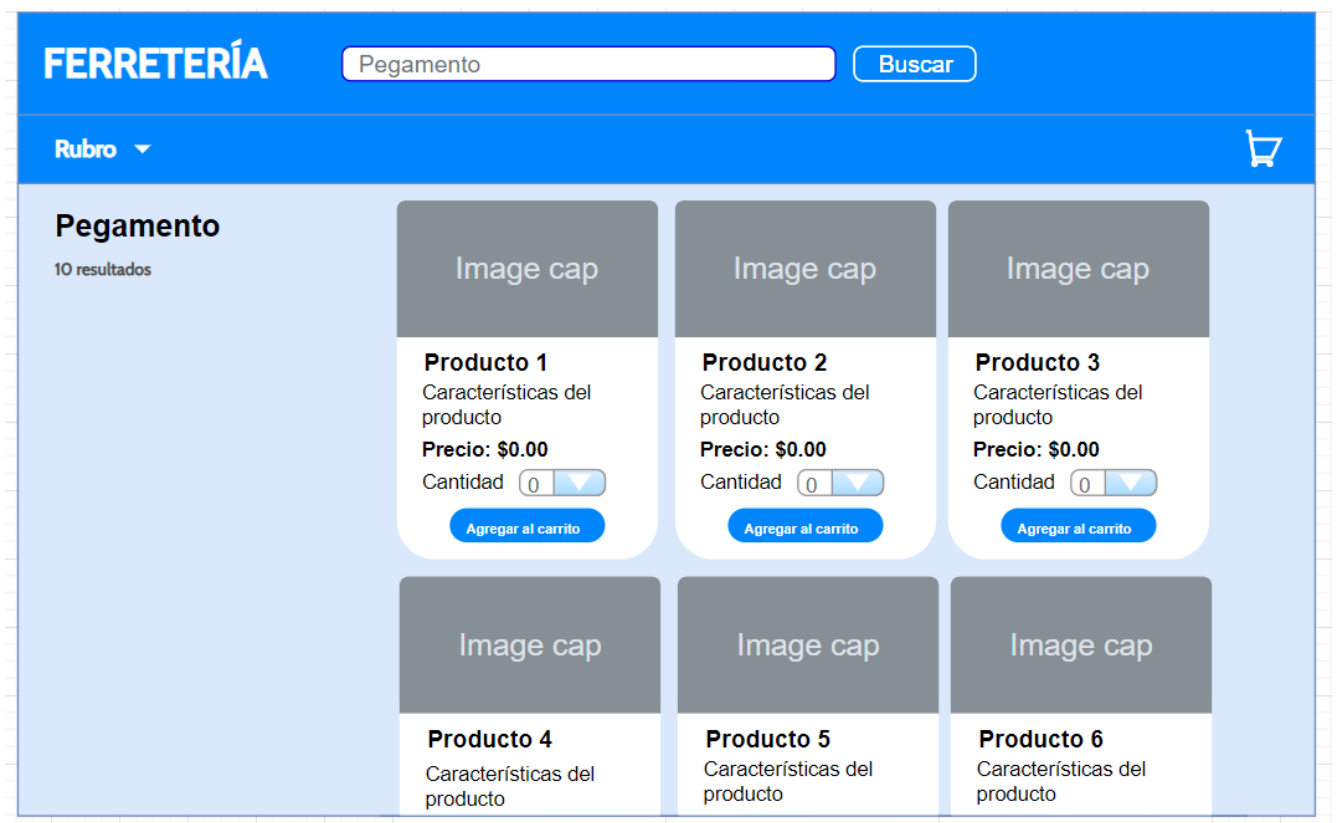 FERRETERÍA
Pegamento
Buscar
Rubro
Pegamento
10 resultados
Image cap
Producto 1
Características del
producto
Precio: $0.00
Cantidad 0
Agregar al carrito
Image cap
Producto 2
Características del
producto
Precio: $0.00
Cantidad 0
Agregar al carrito
Image cap
Producto 3
Características del
producto
Precio: $0.00
Cantidad 0
Agregar al carrito
Image cap
Producto 4
Características del
producto
Image cap
Producto 5
Características del
producto
Image cap
Producto 6
Características del
producto